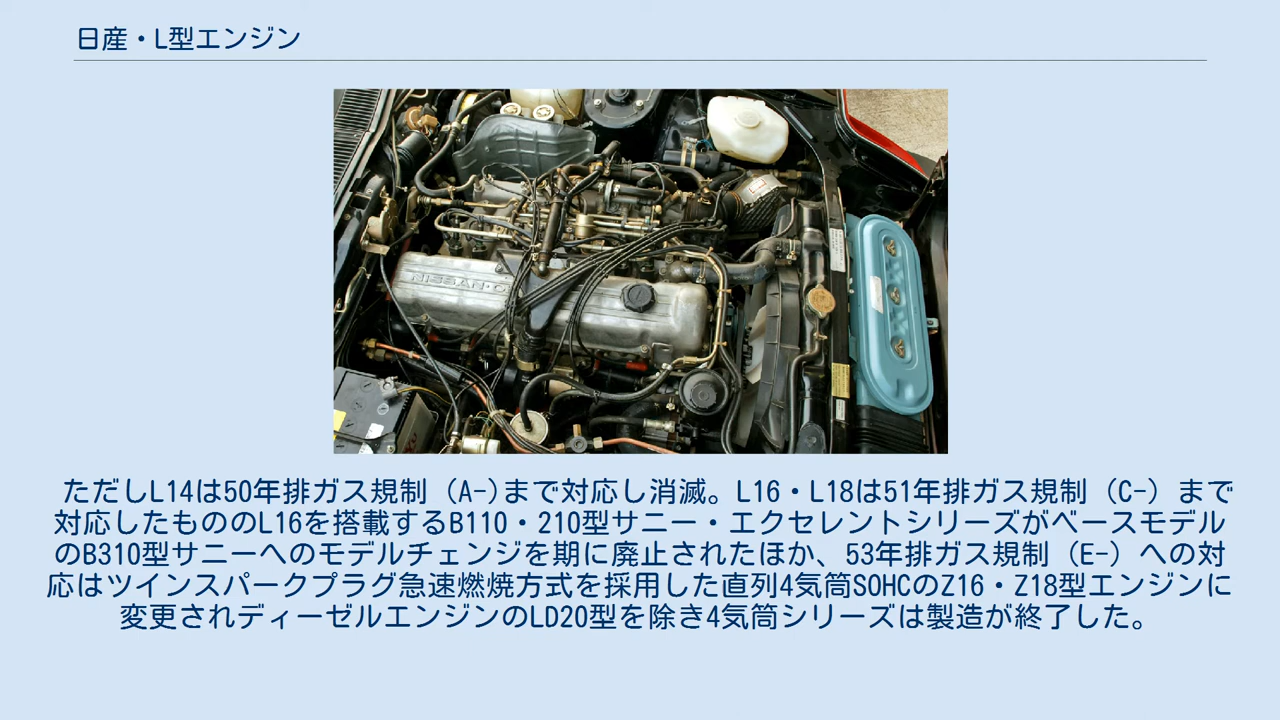 日産・L型エンジン
NISSAN
ただしL14は50年排ガス規制（A-)まで対応し消滅。L16・L18は51年排ガス規制（C-）まで
対応したもののL16を搭載するB110・210型サニー・エクセレントシリーズがベースモデル
のB310型サニーへのモデルチェンジを期に廃止されたほか、53年排ガス規制（E-）への対
応はツインスパークプラグ急速燃焼方式を採用した直列4気筒SOHCのZ16・Z18型エンジンに
変更されディーゼルエンジンのLD20型を除き4気筒シリーズは製造が終了した。